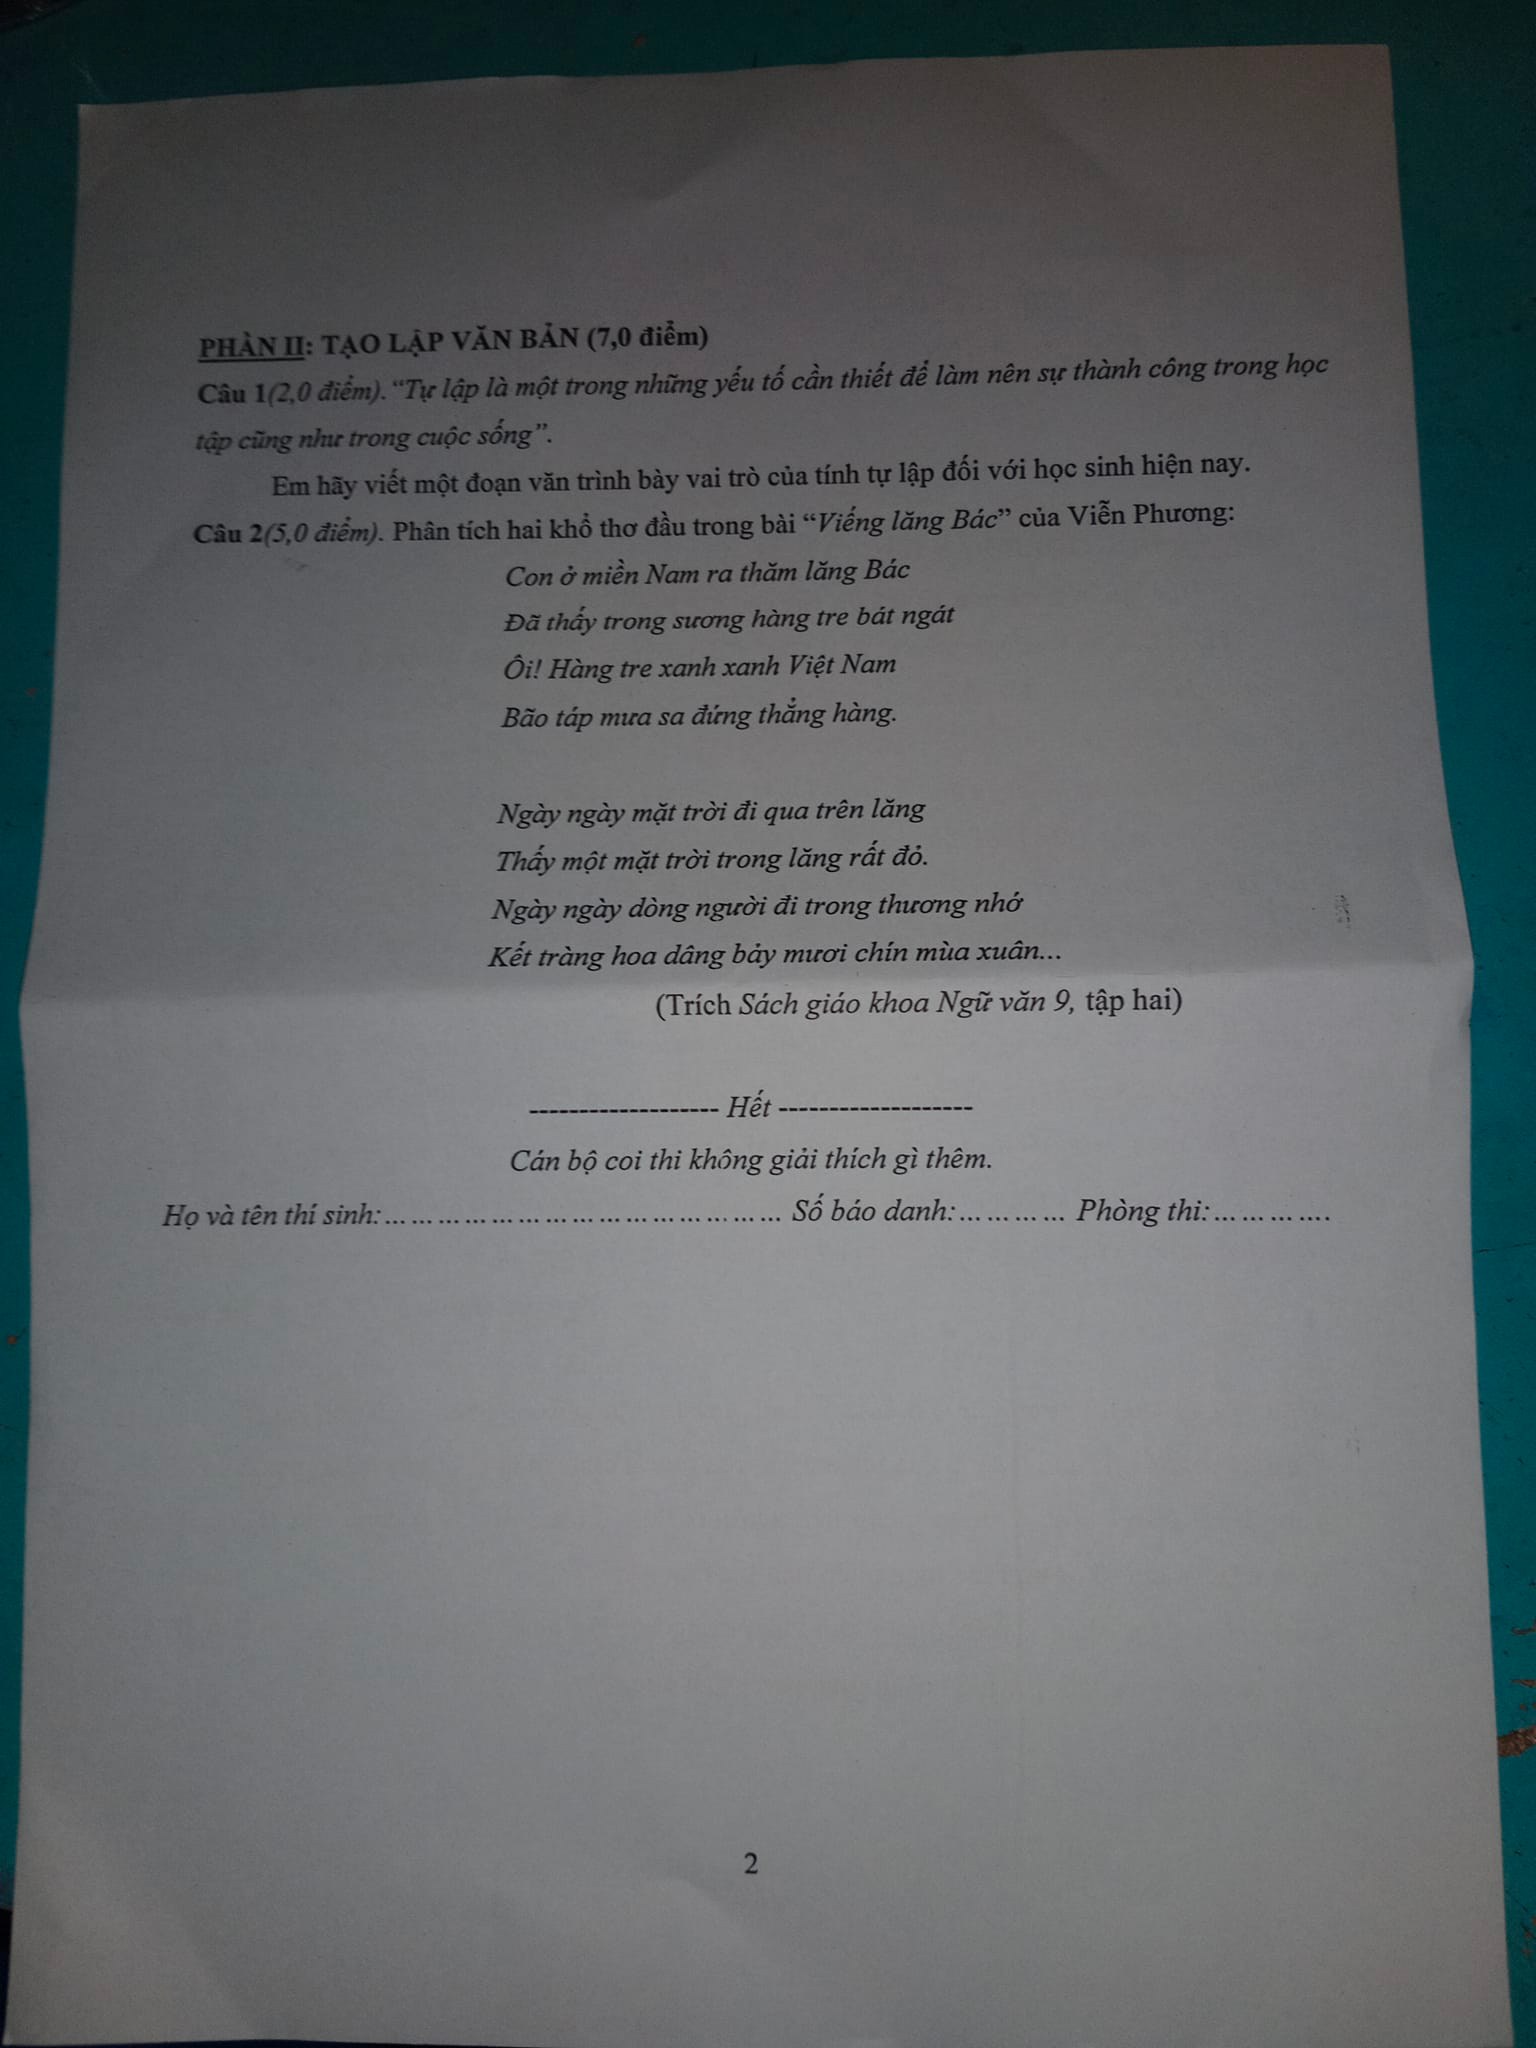 PHẦN II: TẠO LẬP VĂN BẢN (7,0 điểm)
Câu 1(2,0 điểm). “Tự lập là một trong những yếu tố cần thiết để làm nên sự thành công trong học
tập cũng như trong cuộc sống”.
Em hãy viết một đoạn văn trình bày vai trò của tính tự lập đối với học sinh hiện nay.
Câu 2(5,0 điểm). Phân tích hai khổ thơ đầu trong bài “Viếng lăng Bác” của Viễn Phương:
Con ở miền Nam ra thăm lăng Bác
Đã thấy trong sương hàng tre bát ngát
Ôi! Hàng tre xanh xanh Việt Nam
Bão táp mưa sa đứng thẳng hàng.
Ngày ngày mặt trời đi qua trên lăng
Thấy một mặt trời trong lăng rất đỏ.
Ngày ngày dòng người đi trong thương nhớ
Kết tràng hoa dâng bảy mươi chín mùa xuân...
(Trích Sách giáo khoa Ngữ văn 9, tập hai)
------------------- Hết -------------------
Cán bộ coi thi không giải thích gì thêm.
Họ và tên thí sinh:... ... ... ... ... ... ... ... ... ... ... ... ... ... ... Số báo danh:... ... ... ... Phòng thi:... ... ... ....
2